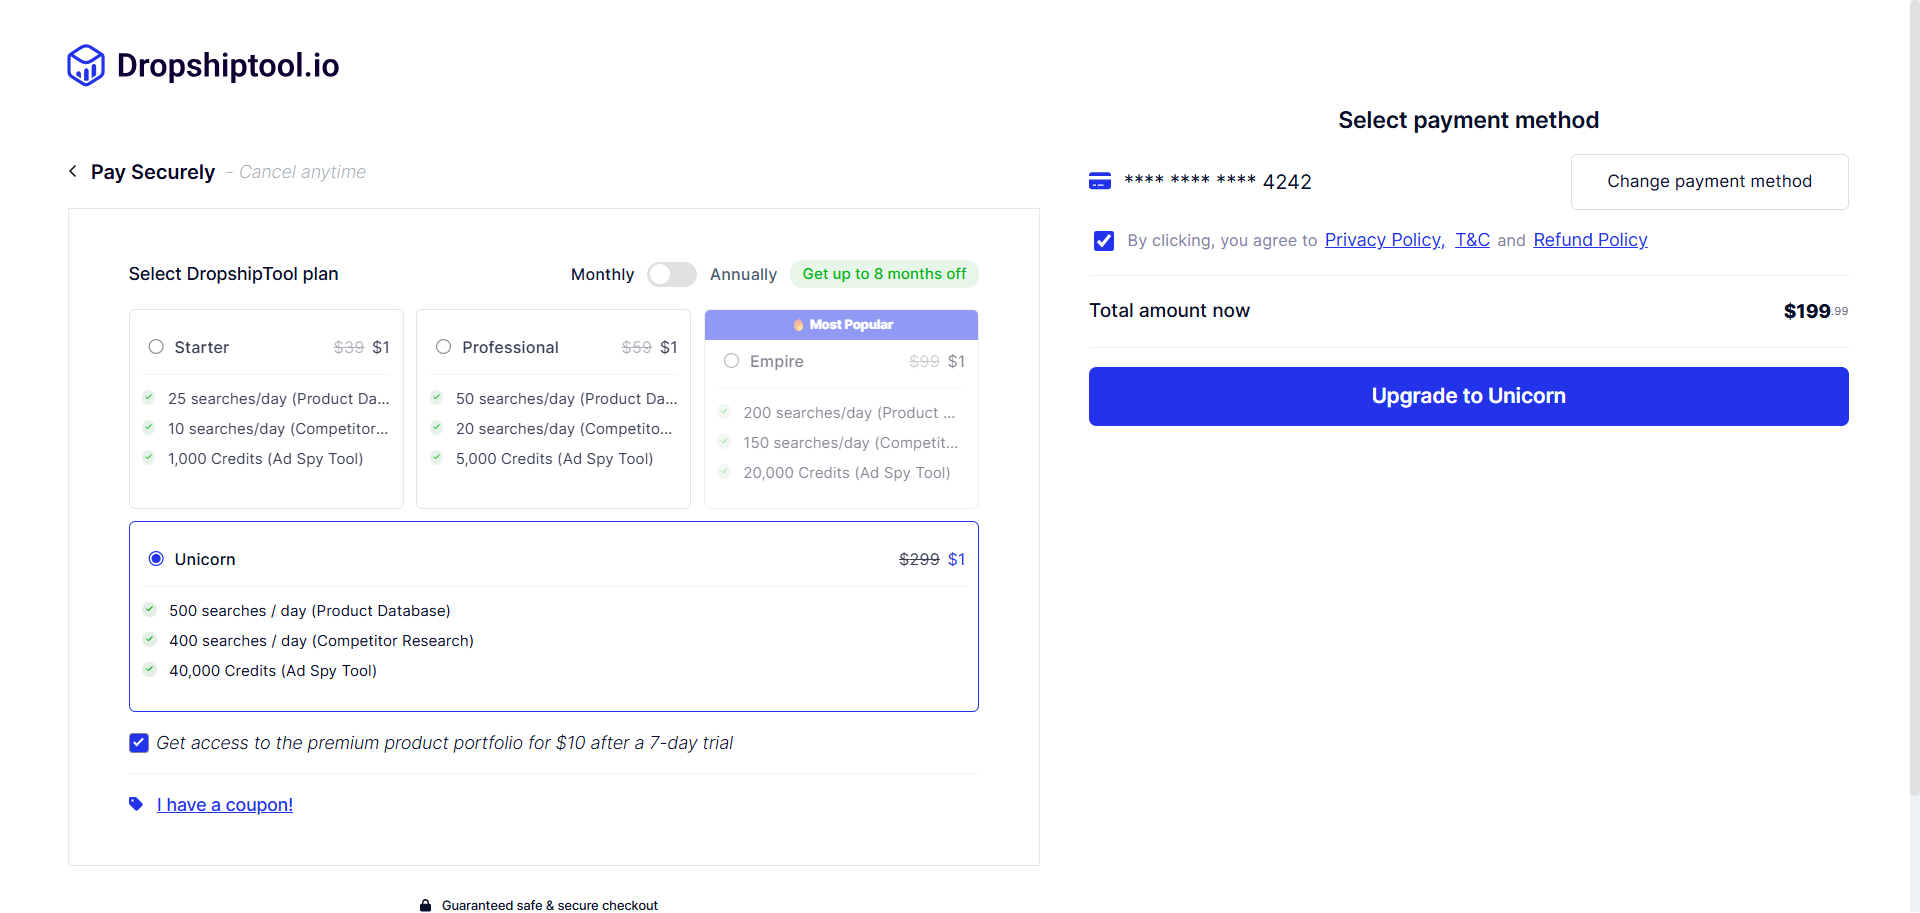 Dropshiptool.io
Pay Securely - Cancel anytime
Select DropshipTool plan
Monthly Annually Get up to 8 months off
Starter $39 $1
25 searches/day (Product Da...
10 searches/day (Competitor...
1,000 Credits (Ad Spy Tool)
Professional $59 $1
50 searches/day (Product Da...
20 searches/day (Competito...
5,000 Credits (Ad Spy Tool)
Most Popular
Empire $99 $1
200 searches/day (Product ...
150 searches/day (Competit...
20,000 Credits (Ad Spy Tool)
Unicorn $299 $1
500 searches / day (Product Database)
400 searches / day (Competitor Research)
40,000 Credits (Ad Spy Tool)
Get access to the premium product portfolio for $10 after a 7-day trial
I have a coupon!
Guaranteed safe & secure checkout
Select payment method
**** **** **** 4242
Change payment method
By clicking, you agree to Privacy Policy, T&C and Refund Policy
Total amount now $199.99
Upgrade to Unicorn